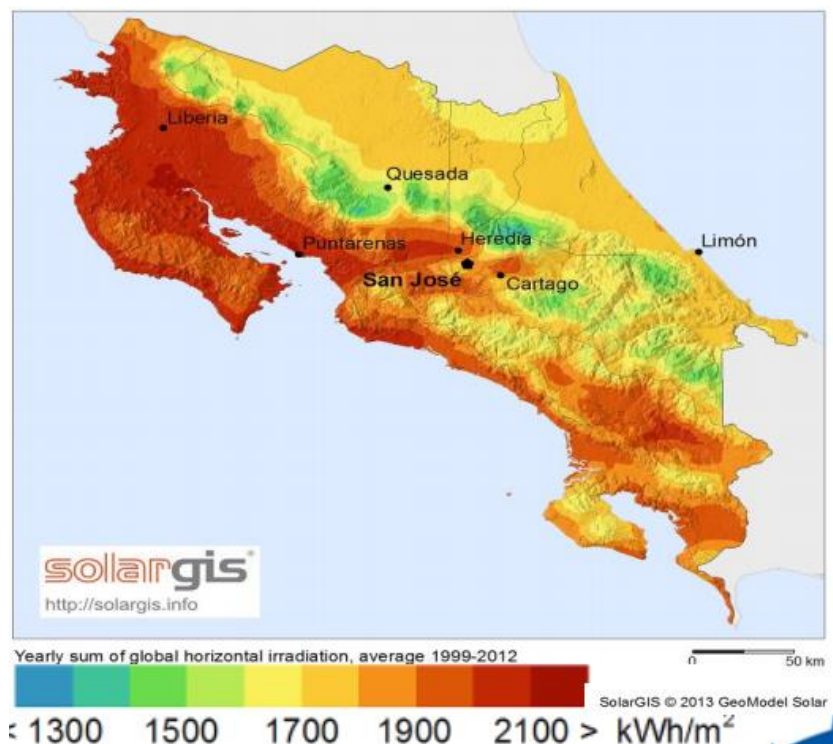 Liberia
Quesada
Puntarenas
Heredia
Limón
San José
Cartago
solargis®
http://solargis.info
Yearly sum of global horizontal irradiation, average 1999-2012
0 50 km
SolarGIS © 2013 GeoModel Solar
< 1300 1500 1700 1900 2100 > kWh/m²